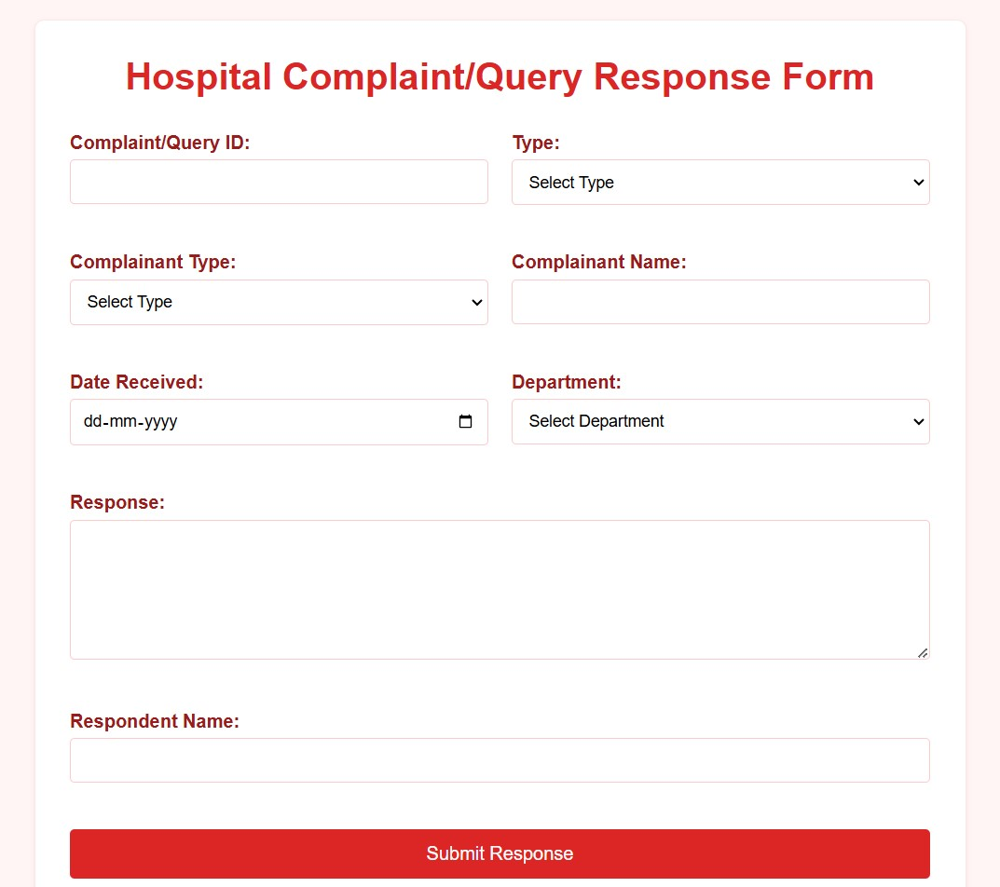 Hospital Complaint/Query Response Form
Complaint/Query ID:
Type:
Select Type
Complainant Type:
Complainant Name:
Select Type
Date Received:
Department:
dd-mm-yyyy
Select Department
Response:
Respondent Name:
Submit Response